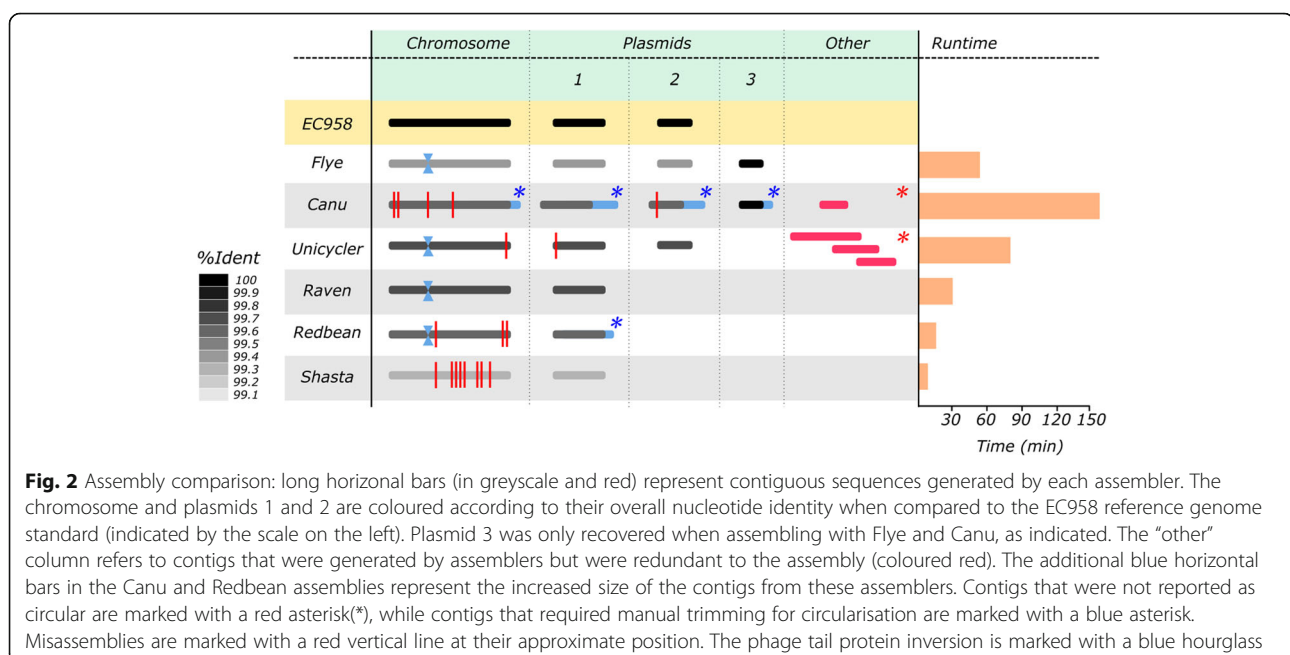 Chromosome Plasmids Other Runtime
1 2 3
EC958
Flye
Canu * * * * *
Unicycler *
Raven
Redbean *
Shasta
%Ident
100
99.9
99.8
99.7
99.6
99.5
99.4
99.3
99.2
99.1
30 60 90 120 150
Time (min)
Fig. 2 Assembly comparison: long horizonal bars (in greyscale and red) represent contiguous sequences generated by each assembler. The
chromosome and plasmids 1 and 2 are coloured according to their overall nucleotide identity when compared to the EC958 reference genome
standard (indicated by the scale on the left). Plasmid 3 was only recovered when assembling with Flye and Canu, as indicated. The “other”
column refers to contigs that were generated by assemblers but were redundant to the assembly (coloured red). The additional blue horizontal
bars in the Canu and Redbean assemblies represent the increased size of the contigs from these assemblers. Contigs that were not reported as
circular are marked with a red asterisk(*), while contigs that required manual trimming for circularisation are marked with a blue asterisk.
Misassemblies are marked with a red vertical line at their approximate position. The phage tail protein inversion is marked with a blue hourglass